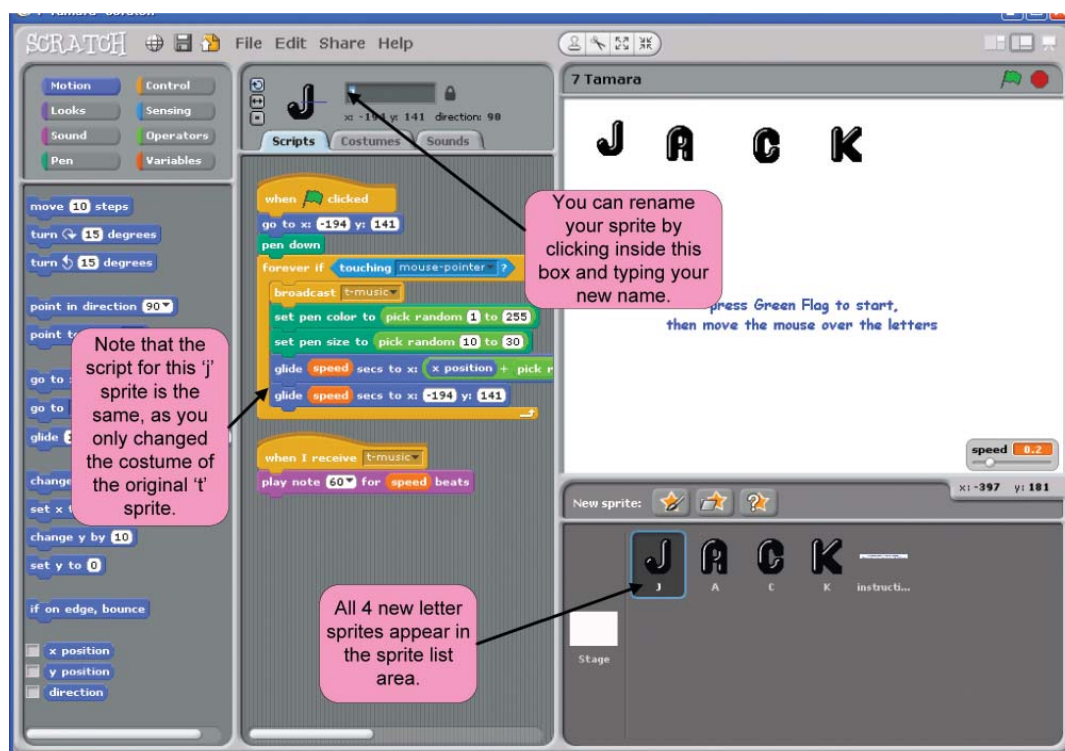 7 Tamara Scratch
SCRATCH File Edit Share Help
Motion Control
Looks Sensing
Sound Operators
Pen Variables
move 10 steps
turn 15 degrees
turn 15 degrees
point in direction 90
point
go to
go to
glide
change
set x
change y by 10
set y to 0
if on edge, bounce
x position
y position
direction
x: -194 y: 141 direction: 90
Scripts Costumes Sounds
when clicked
go to x: -194 y: 141
pen down
forever if touching mouse-pointer ?
broadcast t-music
set pen color to pick random 1 to 255
set pen size to pick random 10 to 30
glide speed secs to x: x position + pick r
glide speed secs to x: -194 y: 141
when I receive t-music
play note 60 for speed beats
Note that the
script for this ‘j’
sprite is the
same, as you
only changed
the costume of
the original ‘t’
sprite.
You can rename
your sprite by
clicking inside this
box and typing your
new name.
All 4 new letter
sprites appear in
the sprite list
area.
7 Tamara
J A C K
press Green Flag to start,
then move the mouse over the letters
speed 0.2
x: -397 y: 181
New sprite:
J A C K
J A C K instructi...
Stage